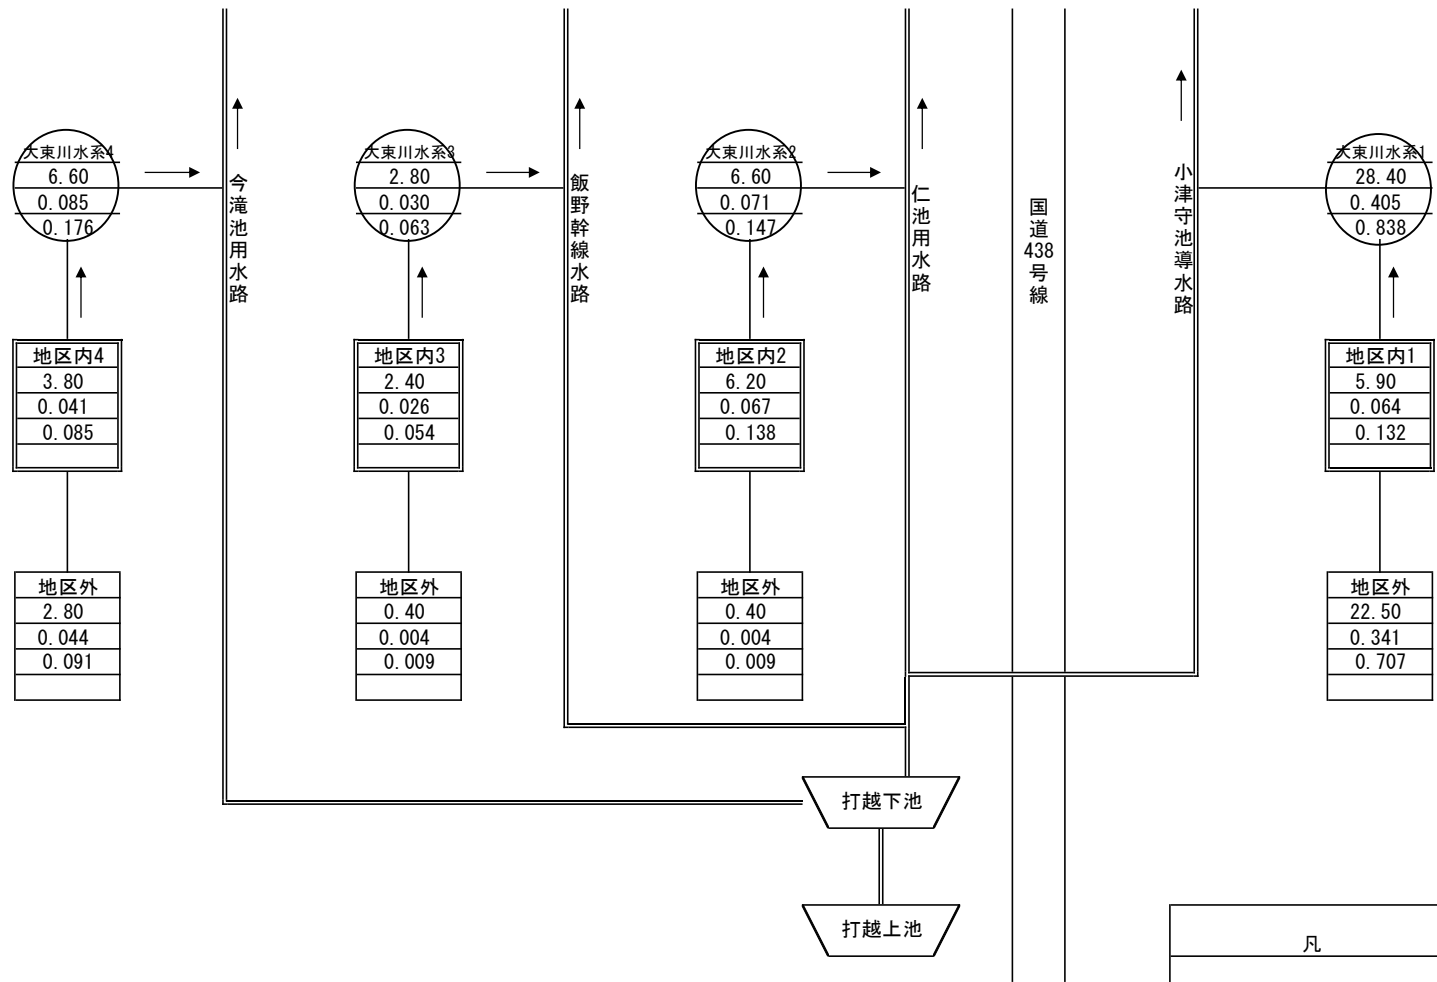 大東川水系4
6.60
0.085
0.176
今滝池用水路
大東川水系3
2.80
0.030
0.063
飯野幹線水路
大東川水系2
6.60
0.071
0.147
仁池用水路
国道438号線
小津守池導水路
大東川水系1
28.40
0.405
0.838
地区内4
3.80
0.041
0.085
地区内3
2.40
0.026
0.054
地区内2
6.20
0.067
0.138
地区内1
5.90
0.064
0.132
地区外
2.80
0.044
0.091
地区外
0.40
0.004
0.009
地区外
0.40
0.004
0.009
地区外
22.50
0.341
0.707
打越下池
打越上池
凡